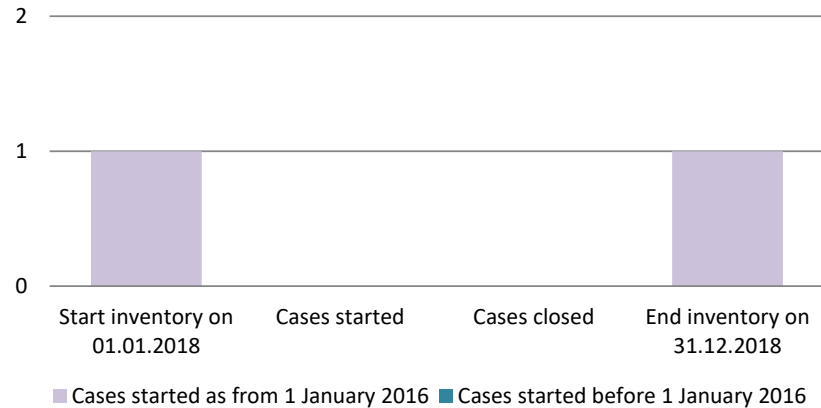 2
1
0
Start inventory on
01.01.2018
Cases started
Cases closed
End inventory on
31.12.2018
Cases started as from 1 January 2016
Cases started before 1 January 2016